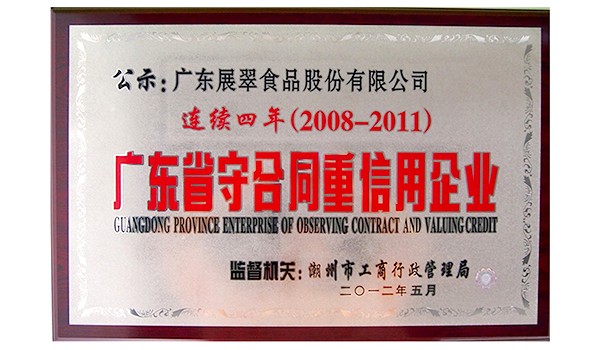 公示:广东展翠食品股份有限公司
连续四年(2008-2011)
广东省守合同重信用企业
GUANGDONG PROVINCE ENTERPRISE OF OBSERVING CONTRACT AND VALUING CREDIT
监督机关:潮州市工商行政管理局
二〇一二年五月